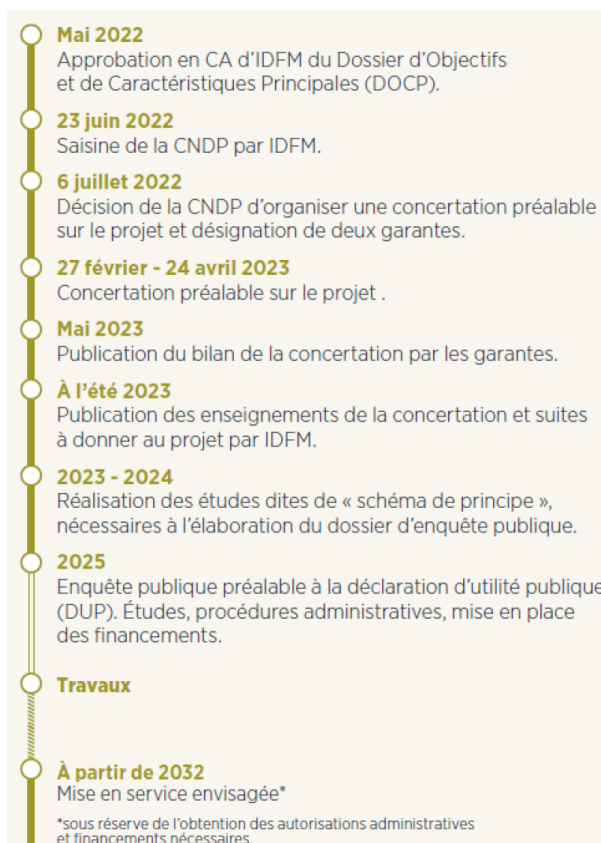 Mai 2022
Approbation en CA d’IDFM du Dossier d’Objectifs
et de Caractéristiques Principales (DOCP).
23 juin 2022
Saisine de la CNDP par IDFM.
6 juillet 2022
Décision de la CNDP d’organiser une concertation préalable
sur le projet et désignation de deux garantes.
27 février - 24 avril 2023
Concertation préalable sur le projet .
Mai 2023
Publication du bilan de la concertation par les garantes.
À l’été 2023
Publication des enseignements de la concertation et suites
à donner au projet par IDFM.
2023 - 2024
Réalisation des études dites de « schéma de principe »,
nécessaires à l’élaboration du dossier d’enquête publique.
2025
Enquête publique préalable à la déclaration d’utilité publique
(DUP). Études, procédures administratives, mise en place
des financements.
Travaux
À partir de 2032
Mise en service envisagée*
*sous réserve de l’obtention des autorisations administratives
et financements nécessaires